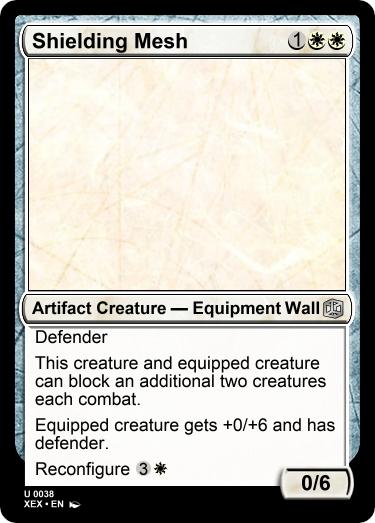 Shielding Mesh 1
Artifact Creature — Equipment Wall
Defender
This creature and equipped creature
can block an additional two creatures
each combat.
Equipped creature gets +0/+6 and has
defender.
Reconfigure 3
0/6
U 0038
XEX • EN